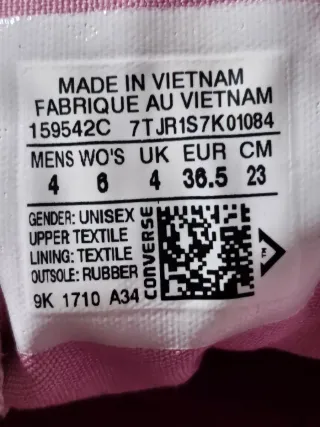 MADE IN VIETNAM
FABRIQUE AU VIETNAM
159542C 7TJR1S7K01084
MENS WO'S UK EUR CM
4 6 4 36.5 23
GENDER: UNISEX
UPPER: TEXTILE
LINING: TEXTILE
OUTSOLE: RUBBER
CONVERSE
9K 1710 A34